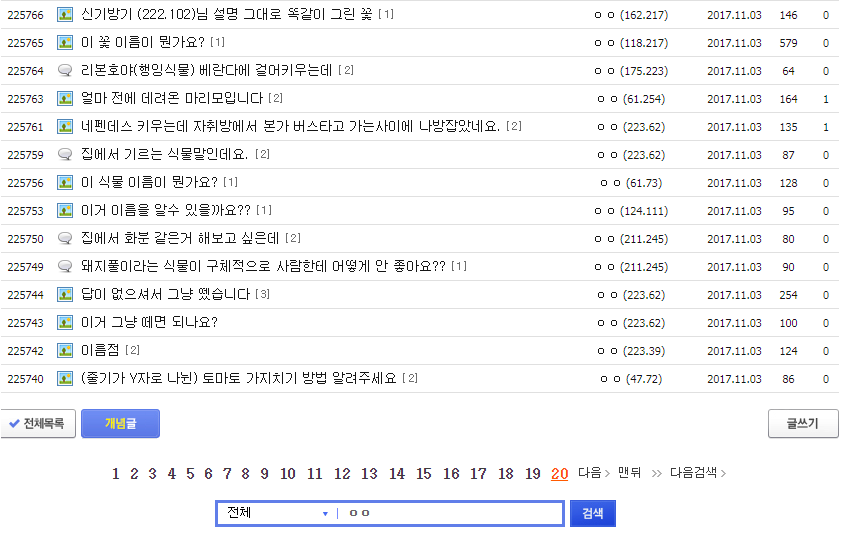 225766 신기방기 (222.102)님 설명 그대로 똑같이 그린 꽃 [1] ㅇㅇ (162.217) 2017.11.03 146 0
225765 이 꽃 이름이 뭔가요? [1] ㅇㅇ (118.217) 2017.11.03 579 0
225764 리본호야(행잉식물) 베란다에 걸어키우는데 [2] ㅇㅇ (175.223) 2017.11.03 64 0
225763 얼마 전에 데려온 마리모입니다 [2] ㅇㅇ (61.254) 2017.11.03 164 1
225761 네펜데스 키우는데 자취방에서 본가 버스타고 가는사이에 나방잡았네요. [2] ㅇㅇ (223.62) 2017.11.03 135 1
225759 집에서 기르는 식물말인데요. [2] ㅇㅇ (223.62) 2017.11.03 87 0
225756 이 식물 이름이 뭔가요? [1] ㅇㅇ (61.73) 2017.11.03 128 0
225753 이거 이름을 알수 있을까요?? [1] ㅇㅇ (124.111) 2017.11.03 95 0
225750 집에서 화분 같은거 해보고 싶은데 [2] ㅇㅇ (211.245) 2017.11.03 80 0
225749 돼지풀이라는 식물이 구체적으로 사람한테 어떻게 안 좋아요?? [1] ㅇㅇ (211.245) 2017.11.03 90 0
225744 답이 없으셔서 그냥 뗐습니다 [3] ㅇㅇ (223.62) 2017.11.03 254 0
225743 이거 그냥 떼면 되나요? ㅇㅇ (223.62) 2017.11.03 100 0
225742 이름점 [2] ㅇㅇ (223.39) 2017.11.03 124 0
225740 (줄기가 Y자로 나뉜) 토마토 가지치기 방법 알려주세요 [2] ㅇㅇ (47.72) 2017.11.03 86 0
전체목록 개념글 글쓰기
1 2 3 4 5 6 7 8 9 10 11 12 13 14 15 16 17 18 19 20 다음 맨뒤 다음검색
전체 | ㅇㅇ 검색